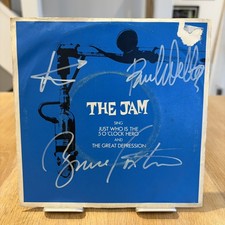 Paul Weller
THE JAM
SING
JUST WHO IS THE
5 O'CLOCK HERO
AND
THE GREAT DEPRESSION
Bruce Foxton